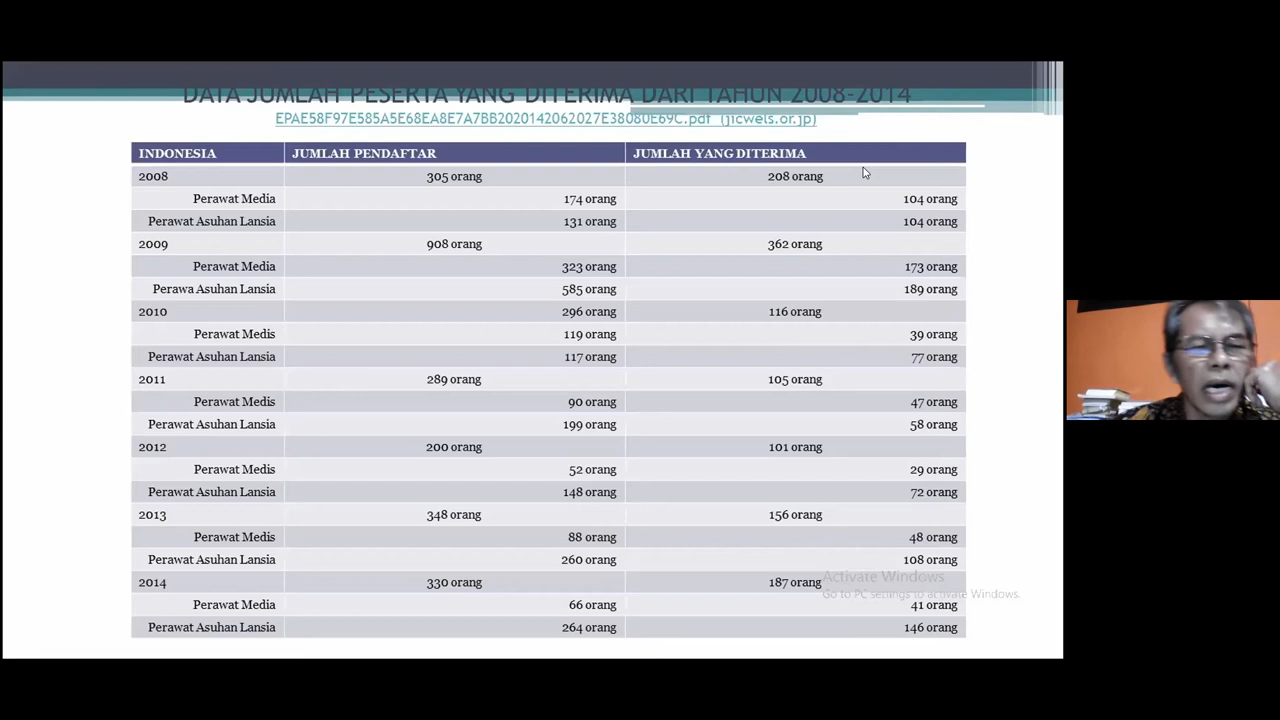 DATA JUMLAH PESERTA YANG DITERIMA DARI TAHUN 2008-2014
EPAE58F97E585A5E68EA8E7A7BB2020142062027E38080E69C.pdf (jicwels.or.jp)
INDONESIA JUMLAH PENDAFTAR JUMLAH YANG DITERIMA
2008 305 orang 208 orang
Perawat Media 174 orang 104 orang
Perawat Asuhan Lansia 131 orang 104 orang
2009 908 orang 362 orang
Perawat Media 323 orang 173 orang
Perawa Asuhan Lansia 585 orang 189 orang
2010 296 orang 116 orang
Perawat Medis 119 orang 39 orang
Perawat Asuhan Lansia 117 orang 77 orang
2011 289 orang 105 orang
Perawat Medis 90 orang 47 orang
Perawat Asuhan Lansia 199 orang 58 orang
2012 200 orang 101 orang
Perawat Medis 52 orang 29 orang
Perawat Asuhan Lansia 148 orang 72 orang
2013 348 orang 156 orang
Perawat Medis 88 orang 48 orang
Perawat Asuhan Lansia 260 orang 108 orang
2014 330 orang 187 orang
Perawat Media 66 orang 41 orang
Perawat Asuhan Lansia 264 orang 146 orang
Activate Windows
Go to PC settings to activate Windows.